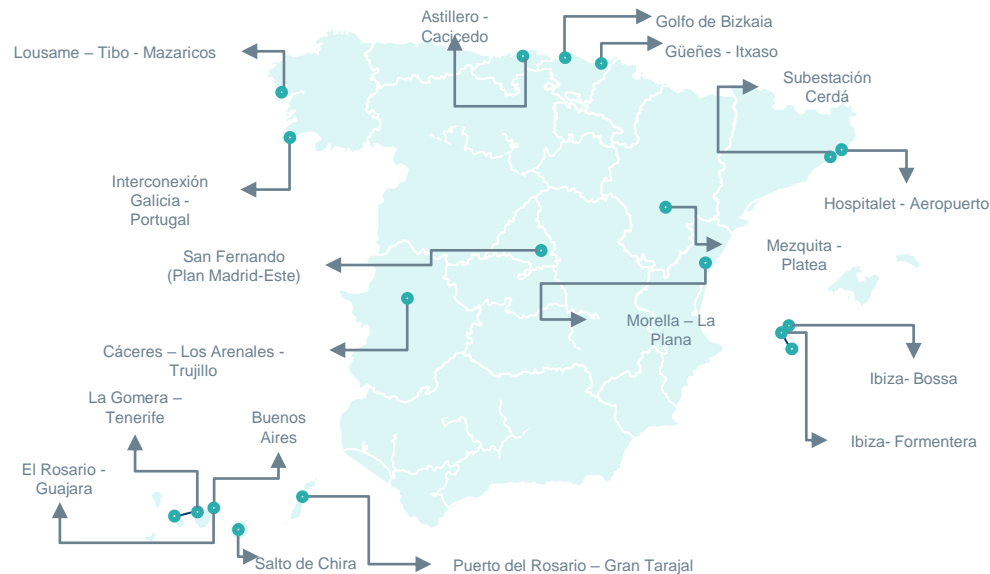 Astillero -
Cacicedo
Golfo de Bizkaia
Lousame – Tibo - Mazaricos
Güeñes - Itxaso
Subestación
Cerdá
Interconexión
Galicia -
Portugal
Hospitalet - Aeropuerto
San Fernando
(Plan Madrid-Este)
Mezquita -
Platea
Morella – La
Plana
Cáceres – Los Arenales -
Trujillo
Ibiza- Bossa
La Gomera –
Tenerife
Buenos
Aires
Ibiza- Formentera
El Rosario -
Guajara
Salto de Chira
Puerto del Rosario – Gran Tarajal